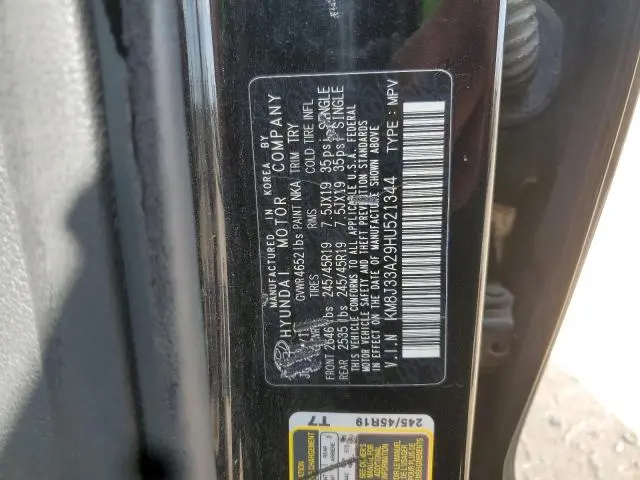 MANUFACTURED IN KOREA BY
HYUNDAI MOTOR COMPANY
GVWR 4652 lbs PAINT NKA TRIM TRY
TIRES RIMS COLD TIRE INFL
FRONT 2646 lbs 245/45R19 7.5JX19 35psi SINGLE
REAR 2535 lbs 245/45R19 7.5JX19 35psi SINGLE
THIS VEHICLE CONFORMS TO ALL APPLICABLE U.S.A. FEDERAL
MOTOR VEHICLE SAFETY AND THEFT PREVENTION STANDARDS
IN EFFECT ON THE DATE OF MANUFACTURE SHOWN ABOVE
V.I.N KM8J33A29HU521344 TYPE : MPV
T7
245/45R19